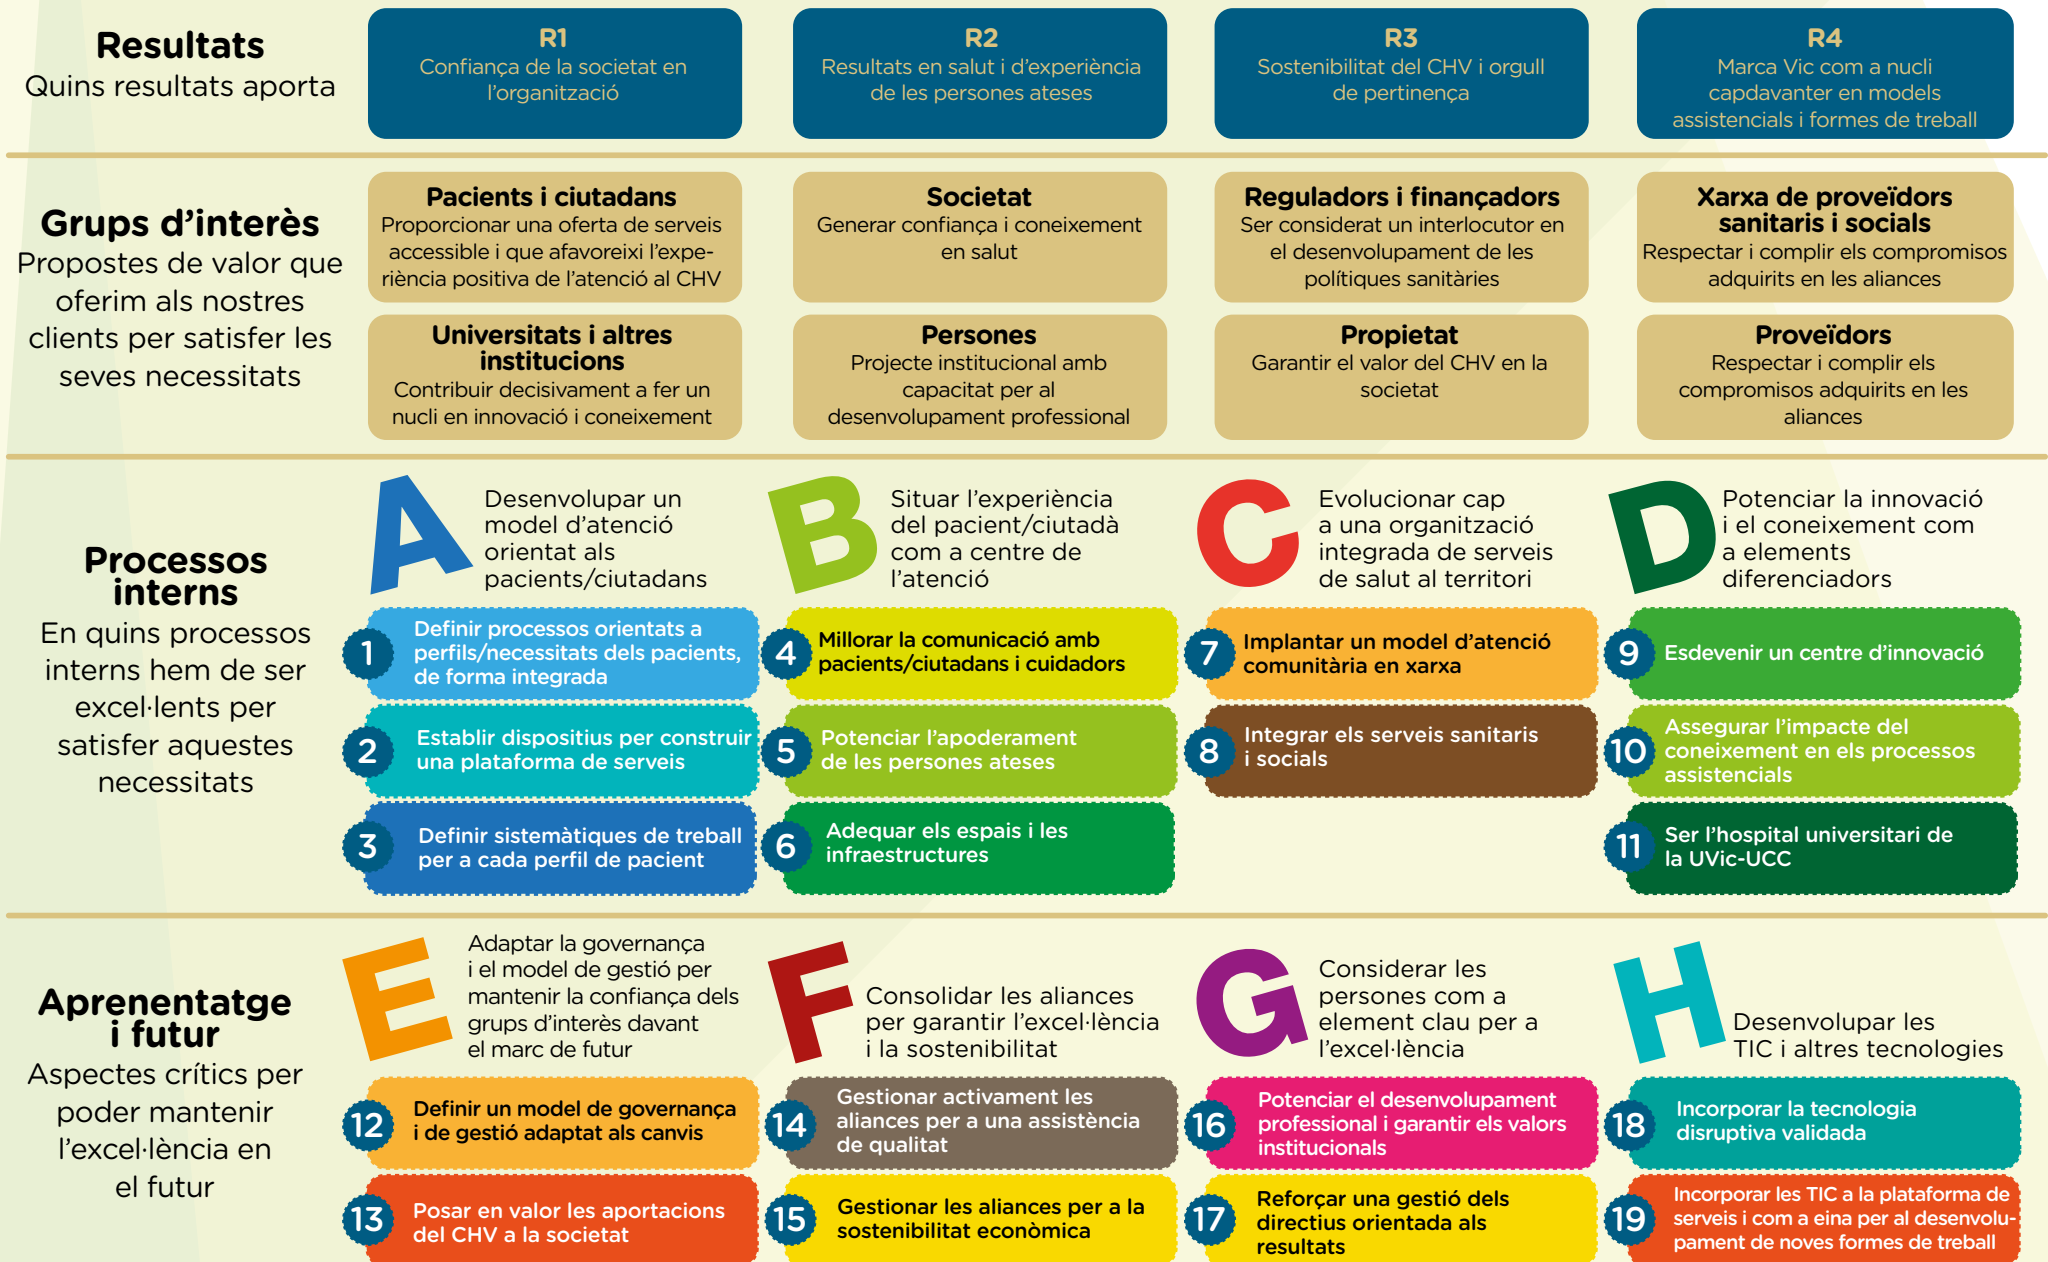 Resultats
Quins resultats aporta
R1
Confiança de la societat en
l'organització
R2
Resultats en salut i d'experiència
de les persones ateses
R3
Sostenibilitat del CHV i orgull
de pertinença
R4
Marca Vic com a nucli
capdavanter en models
assistencials i formes de treball
Grups d'interès
Propostes de valor que
oferim als nostres
clients per satisfer les
seves necessitats
Pacients i ciutadans
Proporcionar una oferta de serveis
accessible i que afavoreixi l'expe-
riència positiva de l'atenció al CHV
Societat
Generar confiança i coneixement
en salut
Reguladors i finançadors
Ser considerat un interlocutor en
el desenvolupament de les
polítiques sanitàries
Xarxa de proveïdors
sanitaris i socials
Respectar i complir els compromisos
adquirits en les aliances
Universitats i altres
institucions
Contribuir decisivament a fer un
nucli en innovació i coneixement
Persones
Projecte institucional amb
capacitat per al
desenvolupament professional
Propietat
Garantir el valor del CHV en la
societat
Proveïdors
Respectar i complir els
compromisos adquirits en les
aliances
Processos
interns
En quins processos
interns hem de ser
excel·lents per
satisfer aquestes
necessitats
A
Desenvolupar un
model d'atenció
orientat als
pacients/ciutadans
1
Definir processos orientats a
perfils/necessitats dels pacients,
de forma integrada
2
Establir dispositius per construir
una plataforma de serveis
3
Definir sistemàtiques de treball
per a cada perfil de pacient
B
Situar l'experiència
del pacient/ciutadà
com a centre de
l'atenció
4
Millorar la comunicació amb
pacients/ciutadans i cuidadors
5
Potenciar l'apoderament
de les persones ateses
6
Adequar els espais i les
infraestructures
C
Evolucionar cap
a una organització
integrada de serveis
de salut al territori
7
Implantar un model d'atenció
comunitària en xarxa
8
Integrar els serveis sanitaris
i socials
D
Potenciar la innovació
i el coneixement com
a elements
diferenciadors
9
Esdevenir un centre d'innovació
10
Assegurar l'impacte del
coneixement en els processos
assistencials
11
Ser l'hospital universitari de
la UVic-UCC
Aprenentatge
i futur
Aspectes crítics per
poder mantenir
l'excel·lència en
el futur
E
Adaptar la governança
i el model de gestió per
mantenir la confiança dels
grups d'interès davant
el marc de futur
12
Definir un model de governança
i de gestió adaptat als canvis
13
Posar en valor les aportacions
del CHV a la societat
F
Consolidar les aliances
per garantir l'excel·lència
i la sostenibilitat
14
Gestionar activament les
aliances per a una assistència
de qualitat
15
Gestionar les aliances per a la
sostenibilitat econòmica
G
Considerar les
persones com a
element clau per a
l'excel·lència
16
Potenciar el desenvolupament
professional i garantir els valors
institucionals
17
Reforçar una gestió dels
directius orientada als
resultats
H
Desenvolupar les
TIC i altres tecnologies
18
Incorporar la tecnologia
disruptiva validada
19
Incorporar les TIC a la plataforma de
serveis i com a eina per al desenvolu-
pament de noves formes de treball